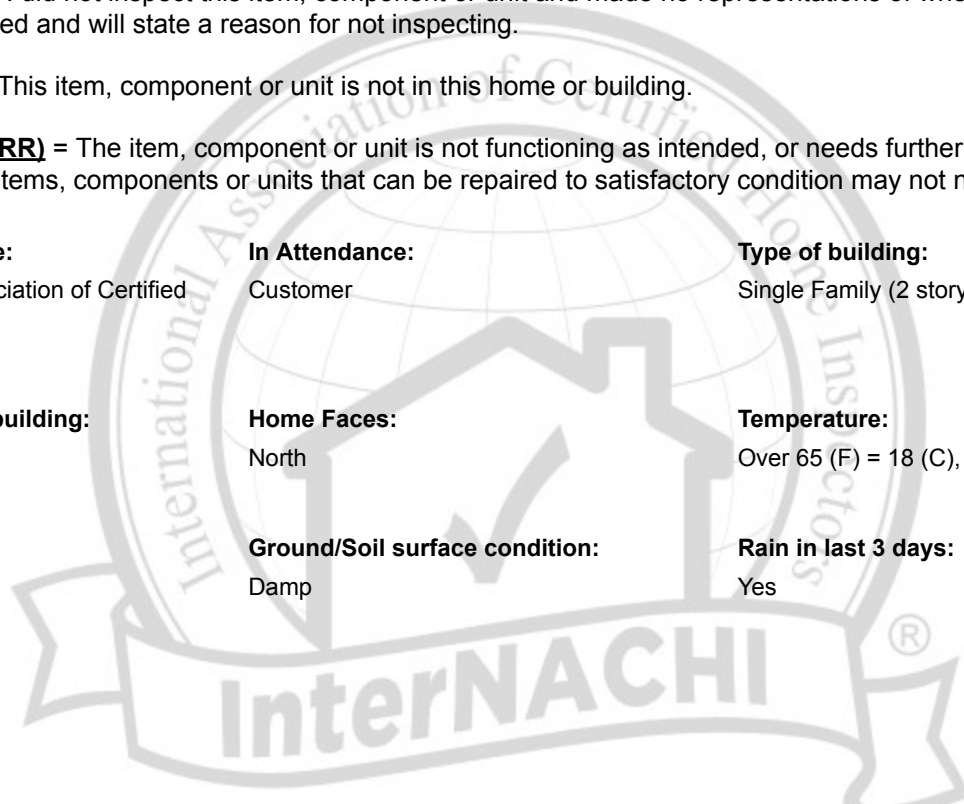 did not inspect this item, component or unit and made no representations of
ed and will state a reason for not inspecting.
This item, component or unit is not in this home or building.
RR) = The item, component or unit is not functioning as intended, or needs further
tems, components or units that can be repaired to satisfactory condition may not
In Attendance: Type of building:
ciation of Certified Customer Single Family (2 story
building: Home Faces: Temperature:
North Over 65 (F) = 18 (C),
Ground/Soil surface condition: Rain in last 3 days:
Damp Yes
International Association of Certified Home Inspectors
®
InterNACHI